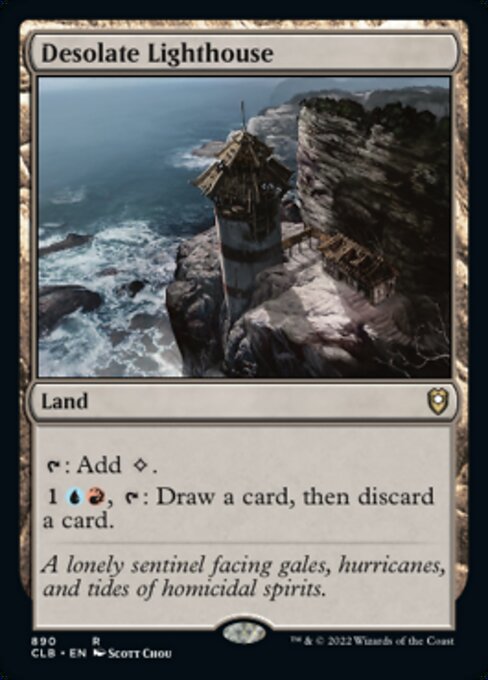 Desolate Lighthouse
Land
: Add .
1 , : Draw a card, then discard
a card.
A lonely sentinel facing gales, hurricanes,
and tides of homicidal spirits.
890 R
CLB • EN Scott Chou
™ & © 2022 Wizards of the Coast